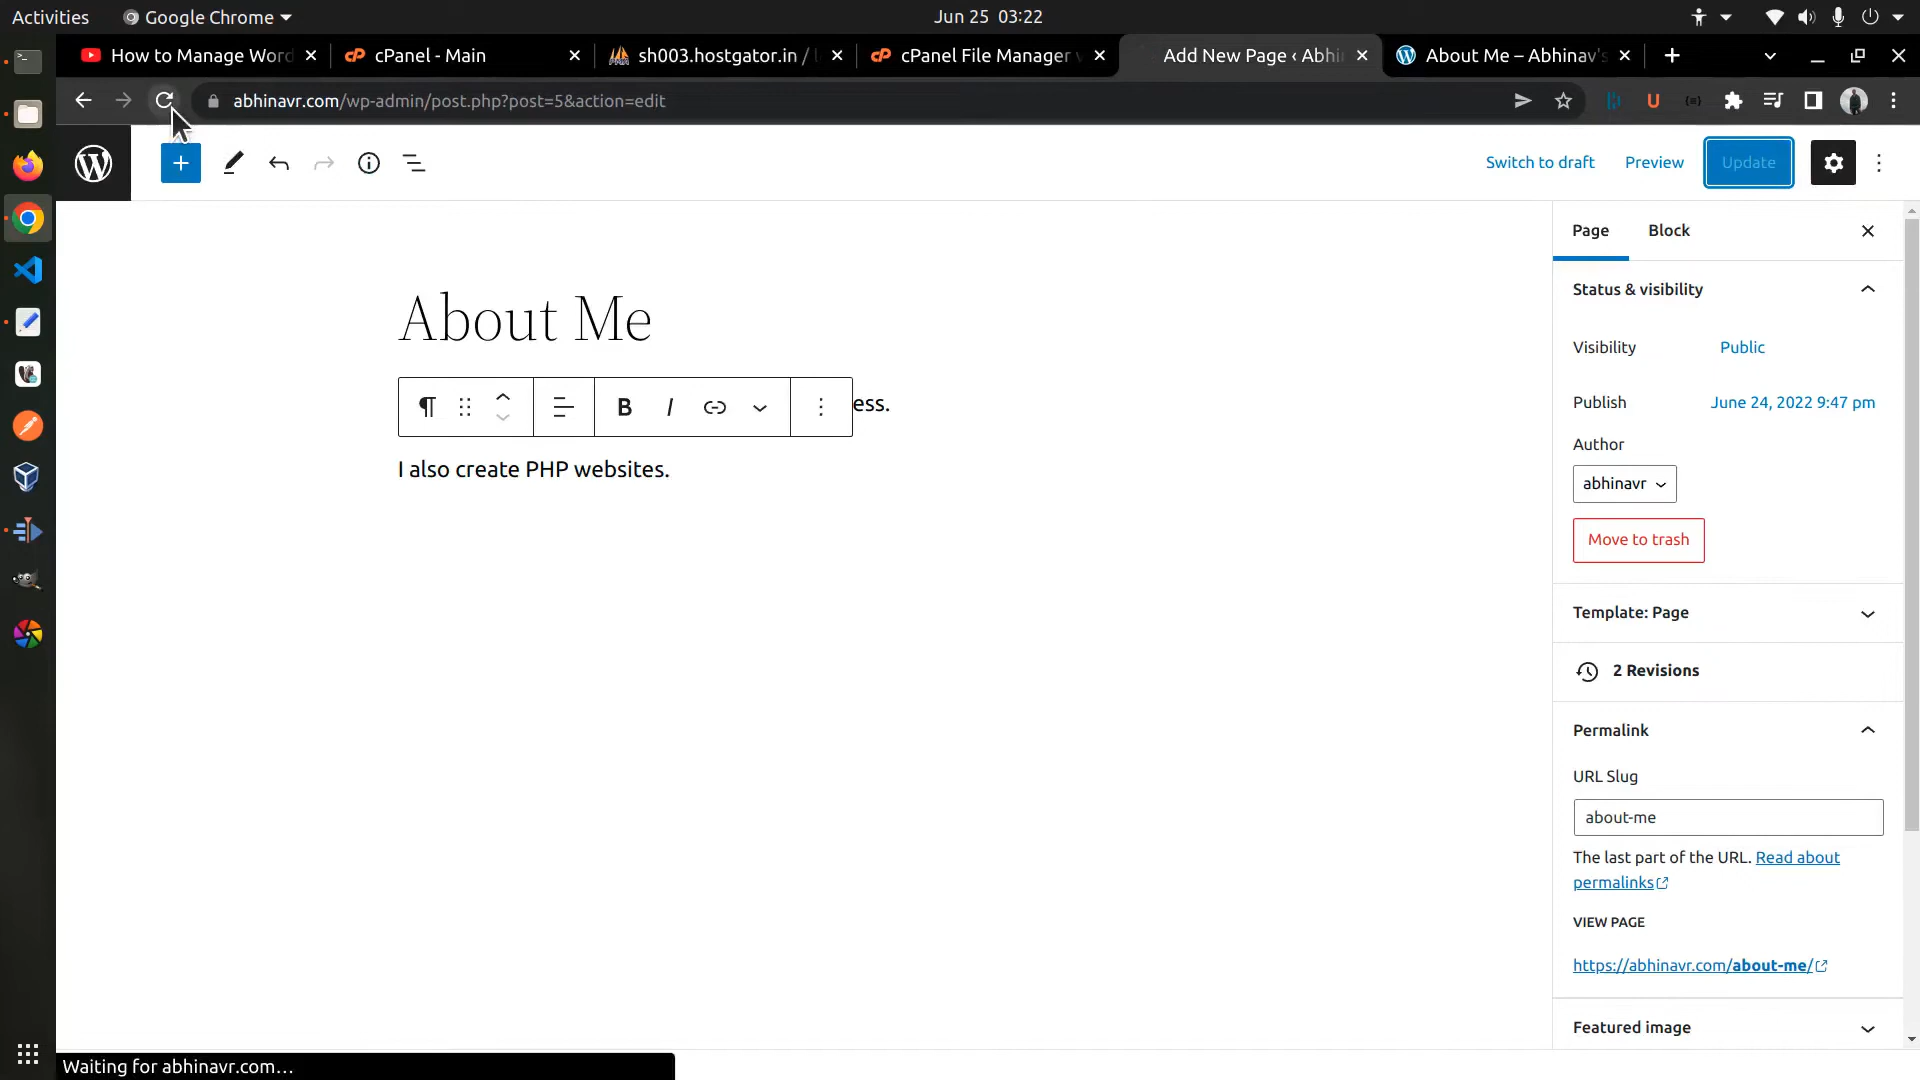 Activities
Google Chrome
Jun 25 03:22
How to Manage Word
cPanel - Main
sh003.hostgator.in /
cPanel File Manager
Add New Page ‹ Abhi
About Me – Abhinav's
abhinavr.com/wp-admin/post.php?post=5&action=edit
Switch to draft
Preview
Update
Page
Block
Status & visibility
About Me
Visibility
Public
ess.
Publish
June 24, 2022 9:47 pm
Author
I also create PHP websites.
abhinavr
Move to trash
Template: Page
2 Revisions
Permalink
URL Slug
about-me
The last part of the URL. Read about
permalinks
VIEW PAGE
https://abhinavr.com/about-me/
Featured image
Waiting for abhinavr.com…